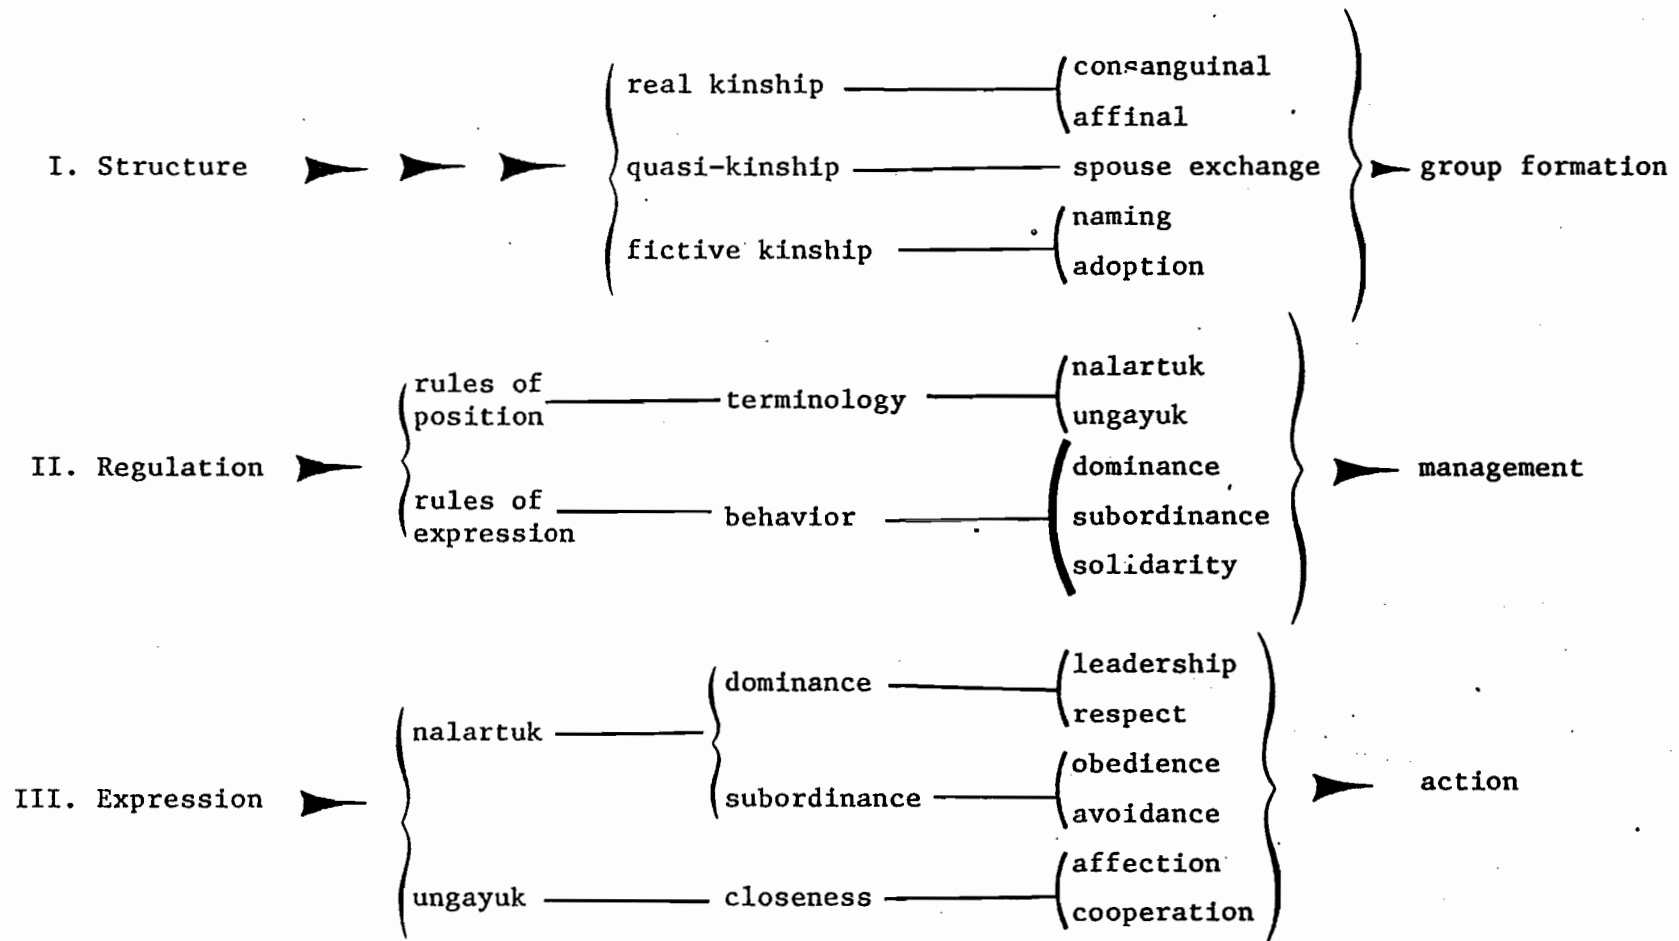 I. Structure
real kinship
consanguinal
affinal
quasi-kinship
spouse exchange
fictive kinship
naming
adoption
group formation
II. Regulation
rules of
position
terminology
nalartuk
ungayuk
rules of
expression
behavior
dominance
subordinance
solidarity
management
III. Expression
nalartuk
dominance
leadership
respect
subordinance
obedience
avoidance
ungayuk
closeness
affection
cooperation
action